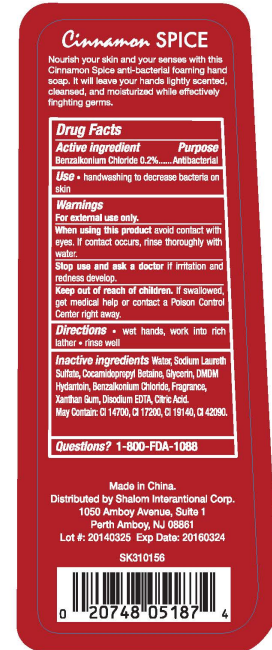 Cinnamon SPICE
Nourish your skin and your senses with this
Cinnamon Spice anti-bacterial foaming hand
soap. It will leave your hands lightly scented,
cleansed, and moisturized while effectively
finghting germs.
Drug Facts
Active ingredient Purpose
Benzalkonium Chloride 0.2%......Antibacterial
Use • handwashing to decrease bacteria on
skin
Warnings
For external use only.
When using this product avoid contact with
eyes. If contact occurs, rinse thoroughly with
water.
Stop use and ask a doctor if irritation and
redness develop.
Keep out of reach of children. If swallowed,
get medical help or contact a Poison Control
Center right away.
Directions • wet hands, work into rich
lather • rinse well
Inactive ingredients Water, Sodium Laureth
Sulfate, Cocamidopropyl Betaine, Glycerin, DMDM
Hydantoin, Benzalkonium Chloride, Fragrance,
Xanthan Gum, Disodium EDTA, Citric Acid.
May Contain: CI 14700, CI 17200, CI 19140, CI 42090.
Questions? 1-800-FDA-1088
Made in China.
Distributed by Shalom Interantional Corp.
1050 Amboy Avenue, Suite 1
Perth Amboy, NJ 08861
Lot #: 20140325 Exp Date: 20160324
SK310156
0 20748 05187 4